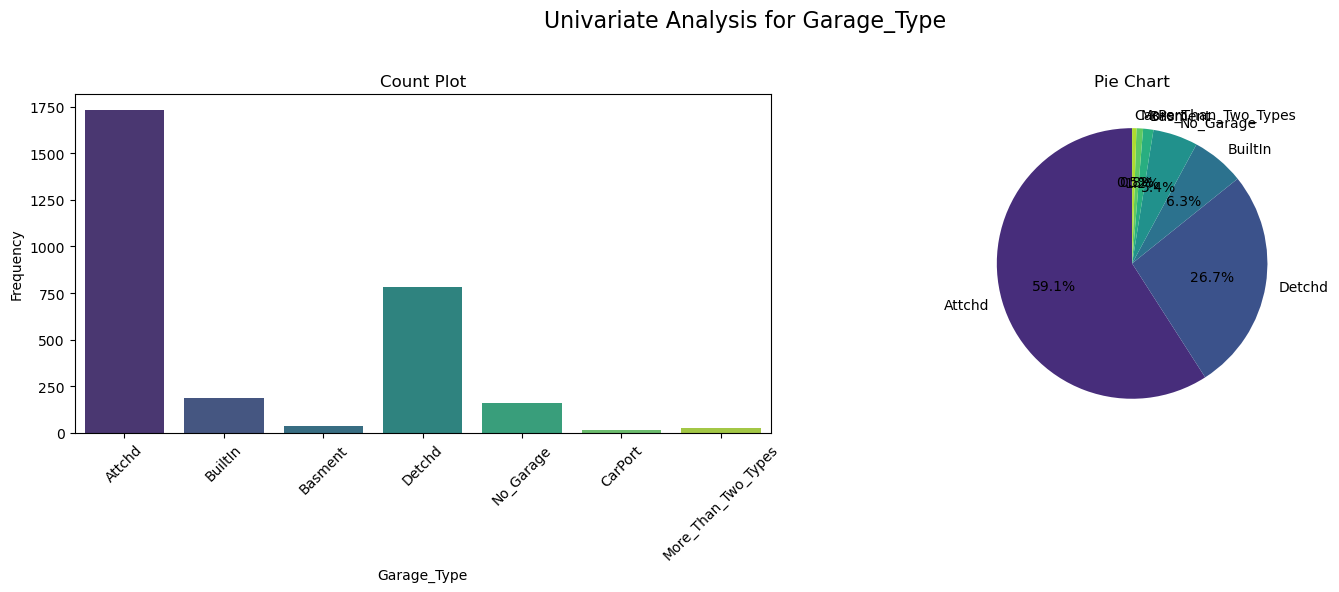 Univariate Analysis for Garage_Type
Count Plot
Frequency
1750
1500
1250
1000
750
500
250
0
Attchd
BuiltIn
Basment
Detchd
No_Garage
CarPort
More_Than_Two_Types
Garage_Type
Pie Chart
No_Garage
BuiltIn
6.3%
26.7%
Detchd
59.1%
Attchd